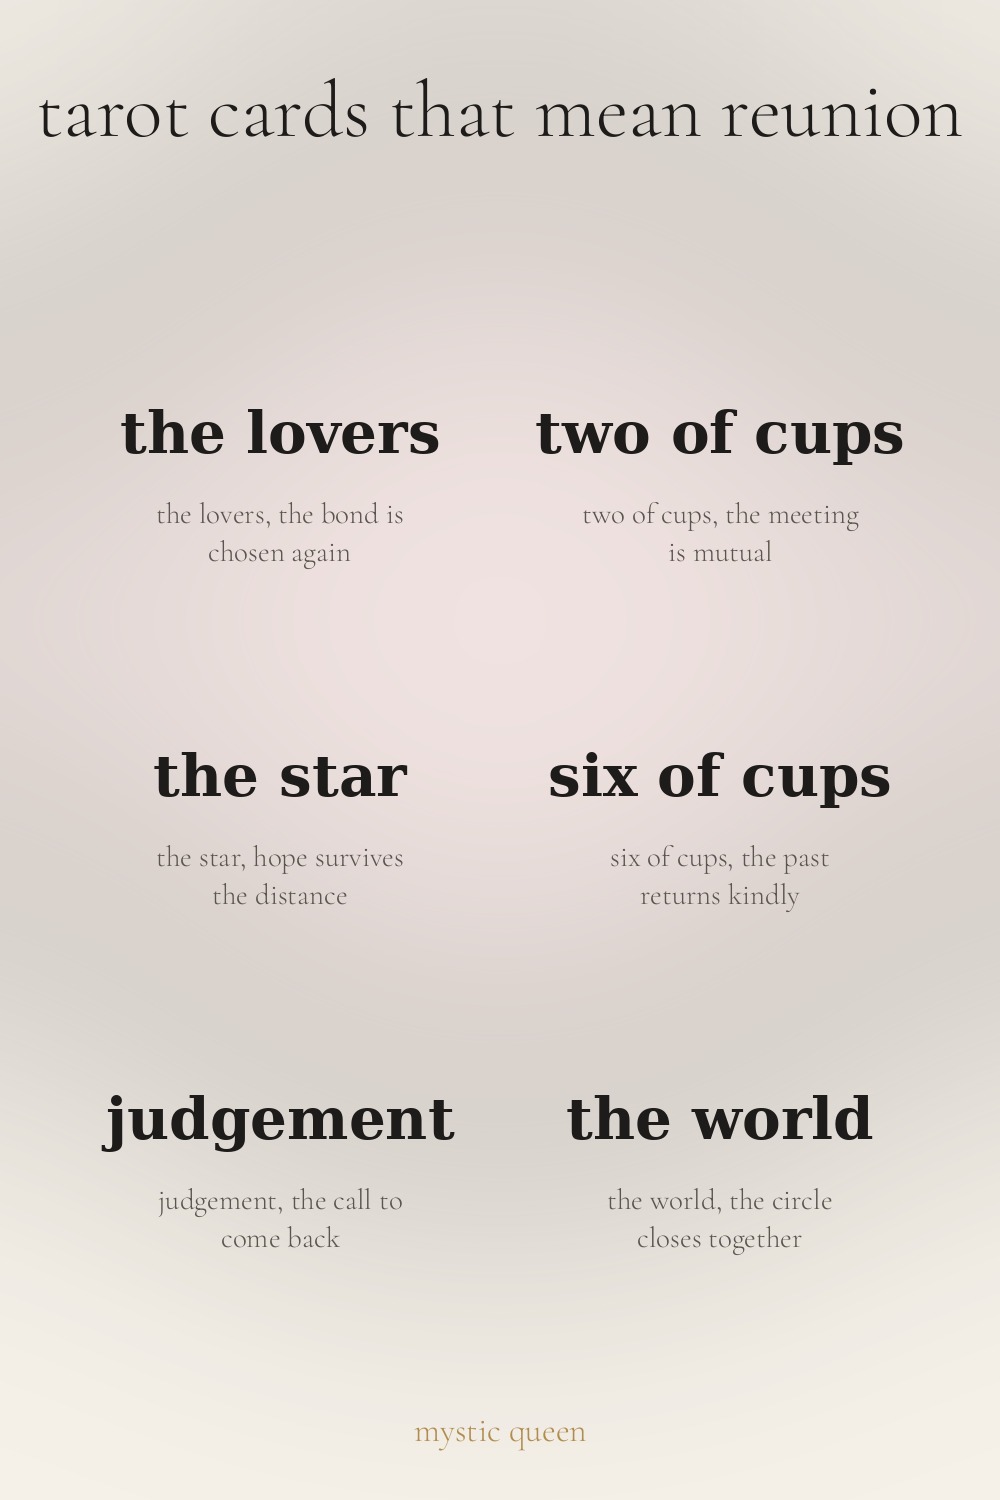 tarot cards that mean reunion
the lovers
the lovers, the bond is
chosen again
two of cups
two of cups, the meeting
is mutual
the star
the star, hope survives
the distance
six of cups
six of cups, the past
returns kindly
judgement
judgement, the call to
come back
the world
the world, the circle
closes together
mystic queen